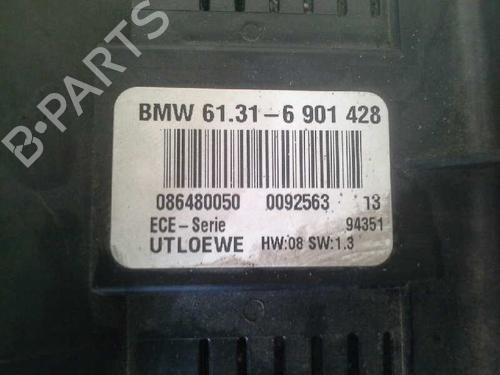 BMW 61.31-6 901 428
086480050 0092563 13
ECE-Serie 94351
UTLOEWE HW:08 SW:1.3
B-PARTS